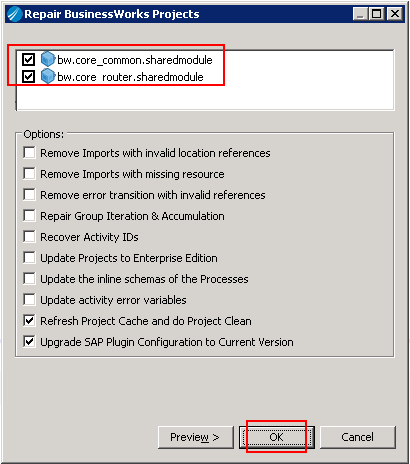 Repair BusinessWorks Projects
bw.core_common.sharedmodule
bw.core_router.sharedmodule
Options:
Remove Imports with invalid location references
Remove Imports with missing resource
Remove error transition with invalid references
Repair Group Iteration & Accumulation
Recover Activity IDs
Update Projects to Enterprise Edition
Update the inline schemas of the Processes
Update activity error variables
Refresh Project Cache and do Project Clean
Upgrade SAP Plugin Configuration to Current Version
Preview > OK Cancel